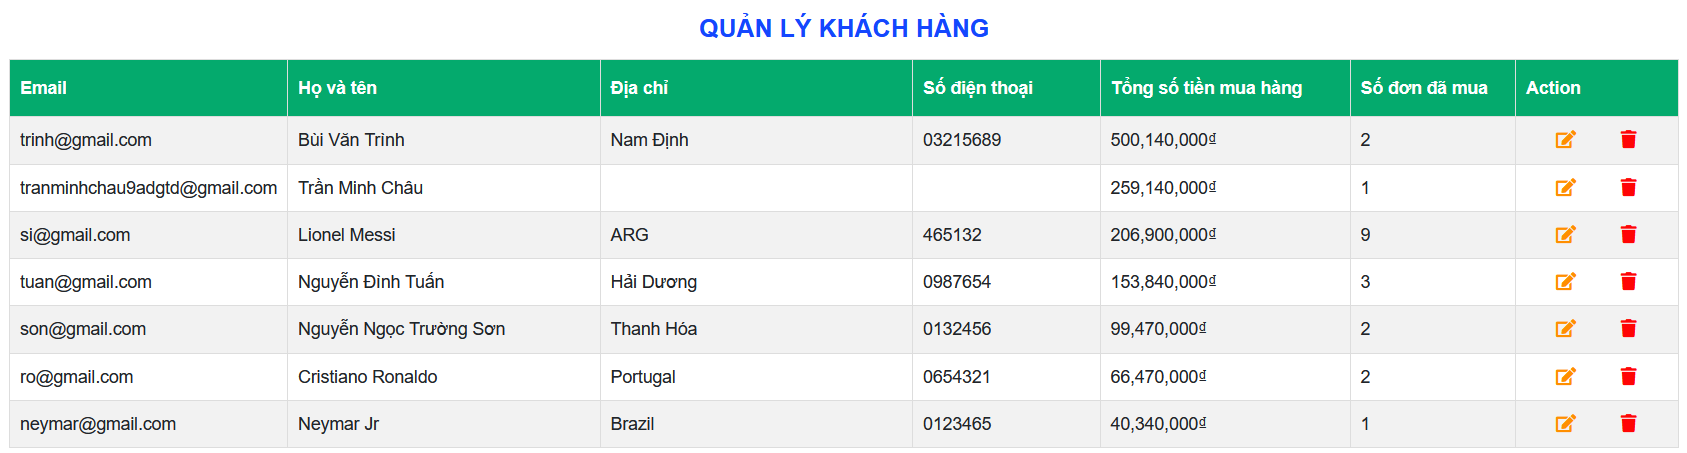 QUẢN LÝ KHÁCH HÀNG
Email Họ và tên Địa chỉ Số điện thoại Tổng số tiền mua hàng Số đơn đã mua Action
trinh@gmail.com Bùi Văn Trình Nam Định 03215689 500,140,000₫ 2
tranminhchau9adgtd@gmail.com Trần Minh Châu 259,140,000₫ 1
si@gmail.com Lionel Messi ARG 465132 206,900,000₫ 9
tuan@gmail.com Nguyễn Đình Tuấn Hải Dương 0987654 153,840,000₫ 3
son@gmail.com Nguyễn Ngọc Trường Sơn Thanh Hóa 0132456 99,470,000₫ 2
ro@gmail.com Cristiano Ronaldo Portugal 0654321 66,470,000₫ 2
neymar@gmail.com Neymar Jr Brazil 0123465 40,340,000₫ 1